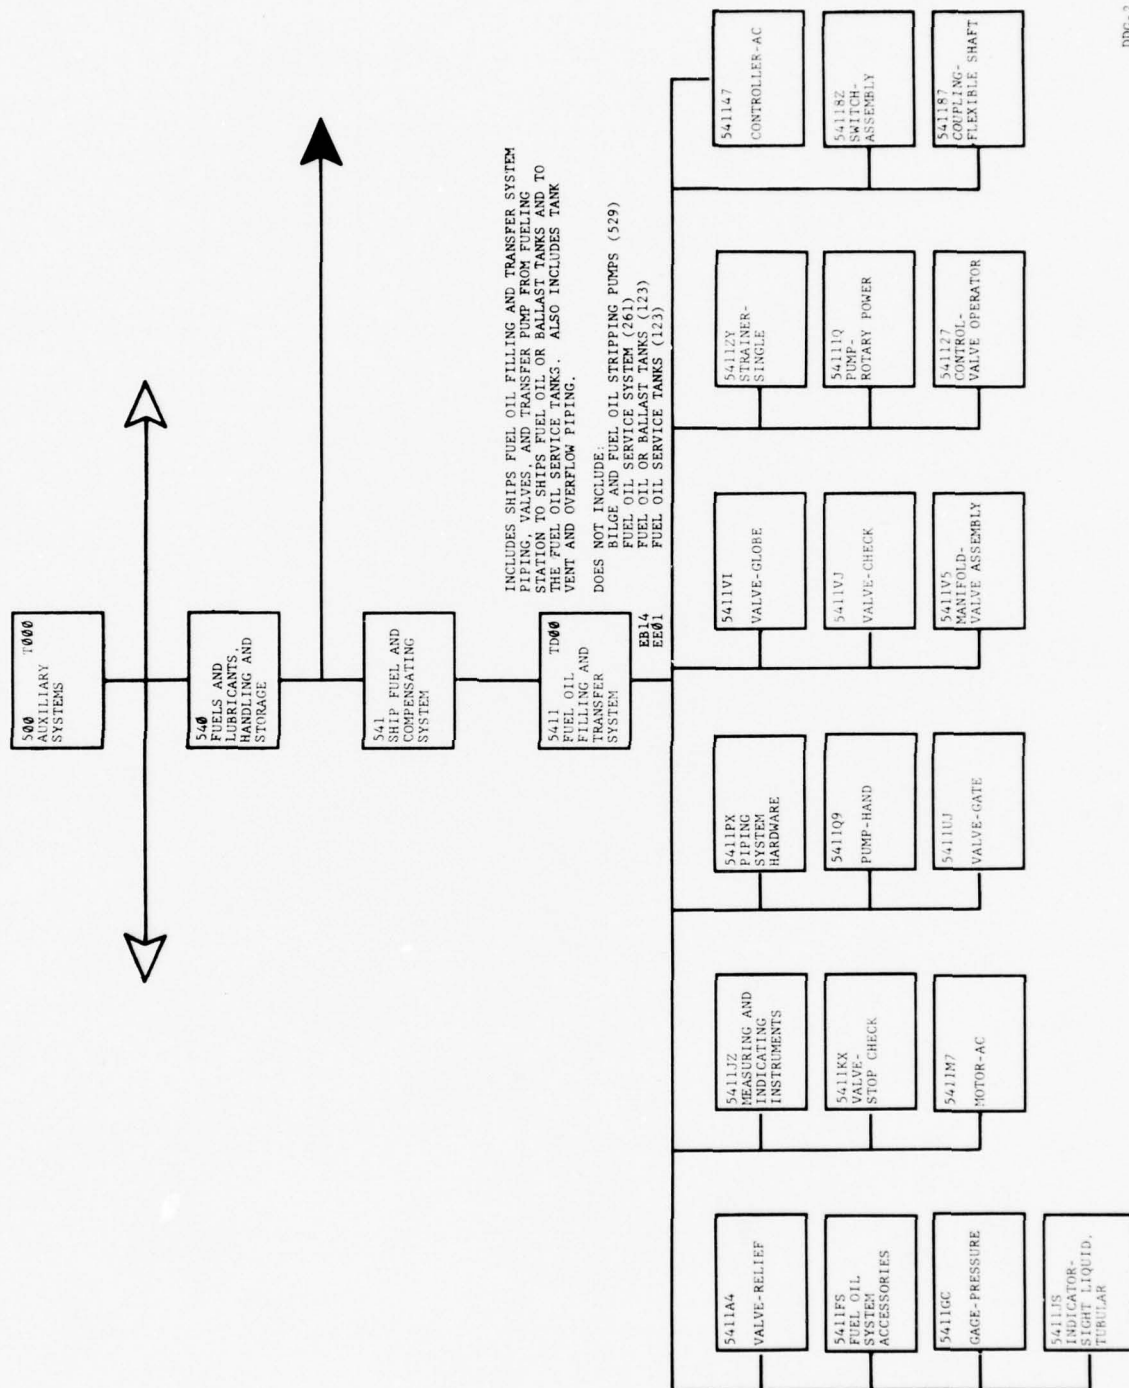 500 T000
AUXILIARY
SYSTEMS
540
FUELS AND
LUBRICANTS,
HANDLING AND
STORAGE
541
SHIP FUEL AND
COMPENSATING
SYSTEM
5411 TD00
FUEL OIL
FILLING AND
TRANSFER
SYSTEM
EB14
EE01
INCLUDES SHIPS FUEL OIL FILLING AND TRANSFER SYSTEM
PIPING, VALVES, AND TRANSFER PUMP FROM FUELING
STATION TO SHIPS FUEL OIL OR BALLAST TANKS AND TO
THE FUEL OIL SERVICE TANKS. ALSO INCLUDES TANK
VENT AND OVERFLOW PIPING.
DOES NOT INCLUDE:
BILGE AND FUEL OIL STRIPPING PUMPS (529)
FUEL OIL SERVICE SYSTEM (261)
FUEL OIL OR BALLAST TANKS (123)
FUEL OIL SERVICE TANKS (123)
5411A4
VALVE-RELIEF
5411FS
FUEL OIL
SYSTEM
ACCESSORIES
5411GC
GAGE-PRESSURE
5411JS
INDICATOR-
SIGHT LIQUID,
TUBULAR
5411JZ
MEASURING AND
INDICATING
INSTRUMENTS
5411KX
VALVE-
STOP CHECK
5411M7
MOTOR-AC
5411PX
PIPING
SYSTEM
HARDWARE
5411Q9
PUMP-HAND
5411UJ
VALVE-GATE
5411VI
VALVE-GLOBE
5411VJ
VALVE-CHECK
5411V5
MANIFOLD-
VALVE ASSEMBLY
5411ZY
STRAINER-
SINGLE
54111Q
PUMP-
ROTARY POWER
541127
CONTROL-
VALVE OPERATOR
541147
CONTROLLER-AC
54118Z
SWITCH-
ASSEMBLY
541187
COUPLING-
FLEXIBLE SHAFT